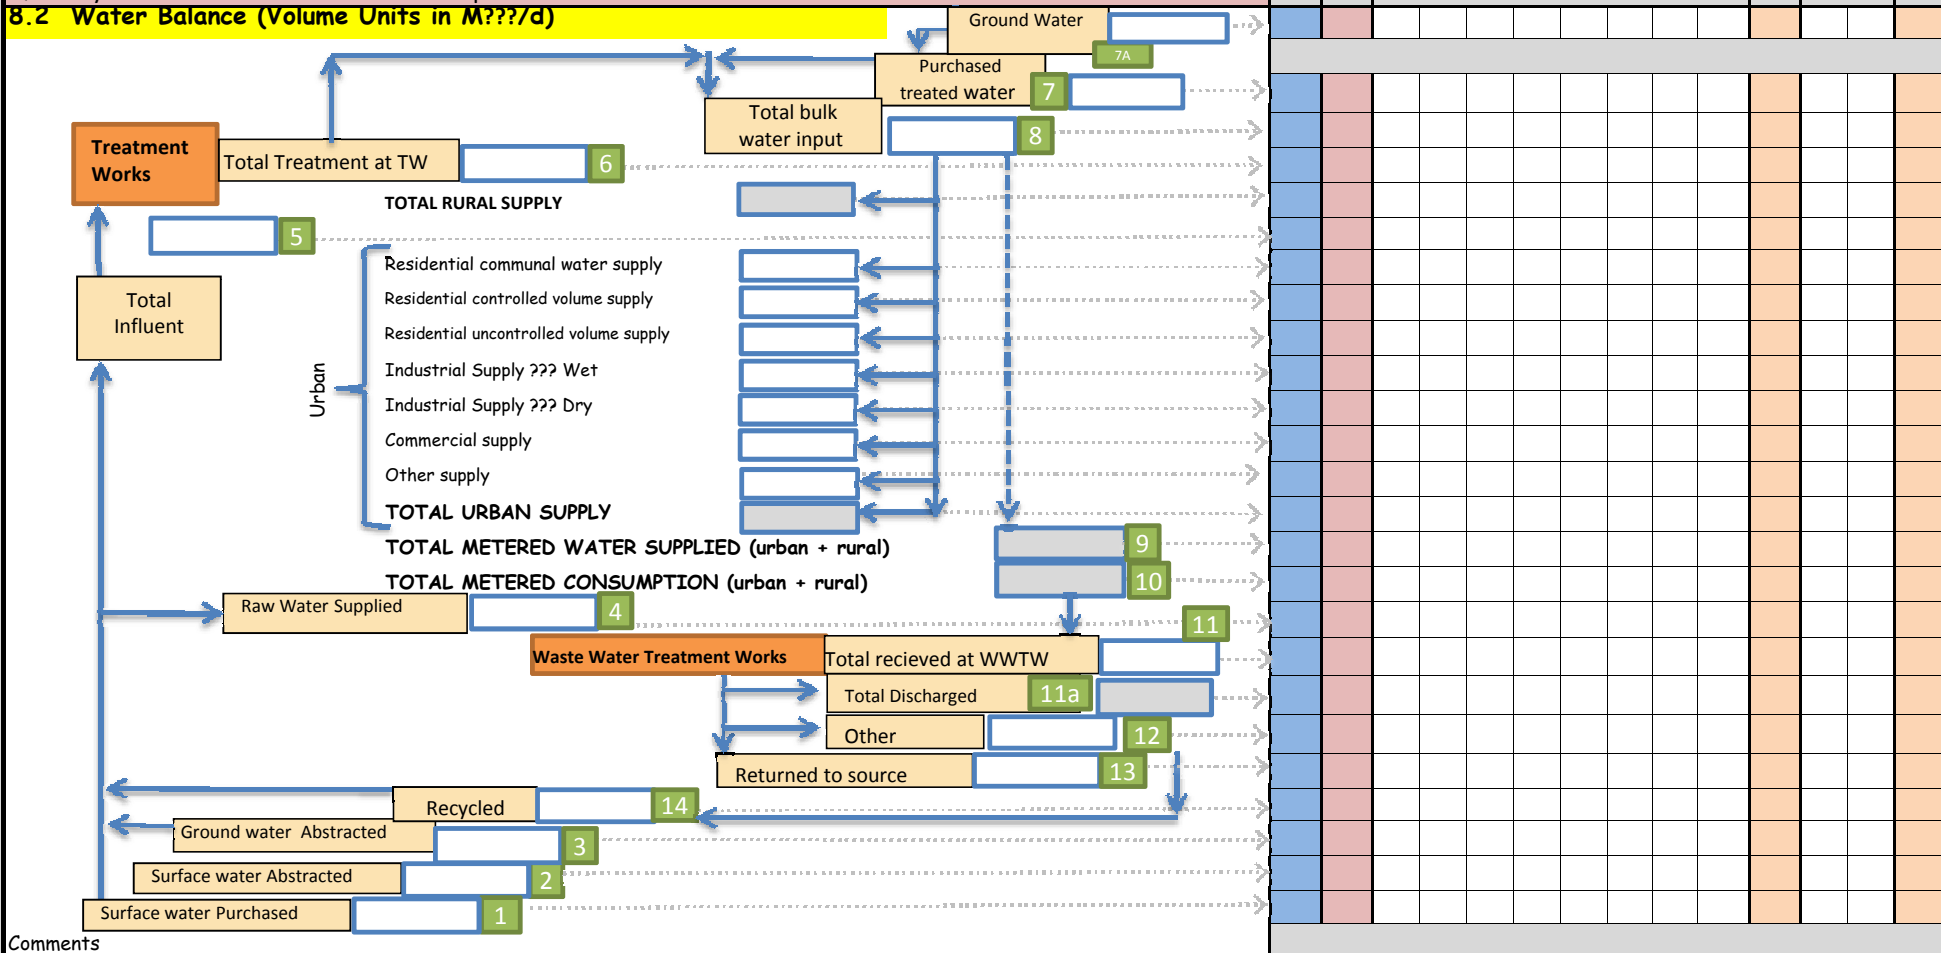 8.2 Water Balance (Volume Units in M???/d)
Ground Water
7A
Purchased
treated water
7
Total bulk
water input
8
Treatment
Works
Total Treatment at TW
6
TOTAL RURAL SUPPLY
5
Residential communal water supply
Total
Influent
Residential controlled volume supply
Residential uncontrolled volume supply
Urban
Industrial Supply ??? Wet
Industrial Supply ??? Dry
Commercial supply
Other supply
TOTAL URBAN SUPPLY
TOTAL METERED WATER SUPPLIED (urban + rural)
9
TOTAL METERED CONSUMPTION (urban + rural)
10
Raw Water Supplied
4
11
Waste Water Treatment Works
Total recieved at WWTW
Total Discharged
11a
Other
12
Returned to source
13
Recycled
14
Ground water Abstracted
3
Surface water Abstracted
2
Surface water Purchased
1
Comments